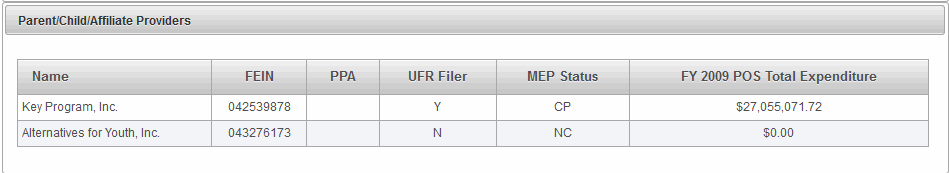 Parent/Child/Affiliate Providers
Name FEIN PPA UFR Filer MEP Status FY 2009 POS Total Expenditure
Key Program, Inc. 042539878 Y CP $27,055,071.72
Alternatives for Youth, Inc. 043276173 N NC $0.00